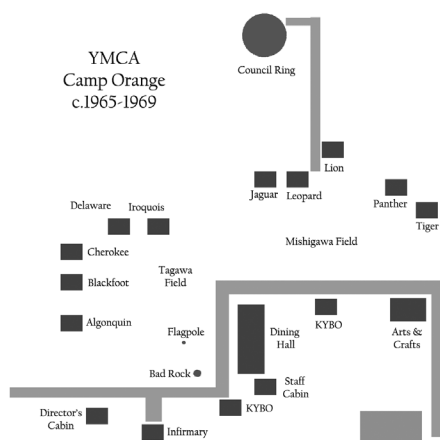 YMCA
Camp Orange
c.1965-1969
Council Ring
Lion
Jaguar
Leopard
Panther
Tiger
Delaware
Iroquois
Mishigawa Field
Cherokee
Tagawa
Field
Blackfoot
Algonquin
Flagpole
Dining
Hall
KYBO
Arts &
Crafts
Bad Rock
Staff
Cabin
KYBO
Director's
Cabin
Infirmary